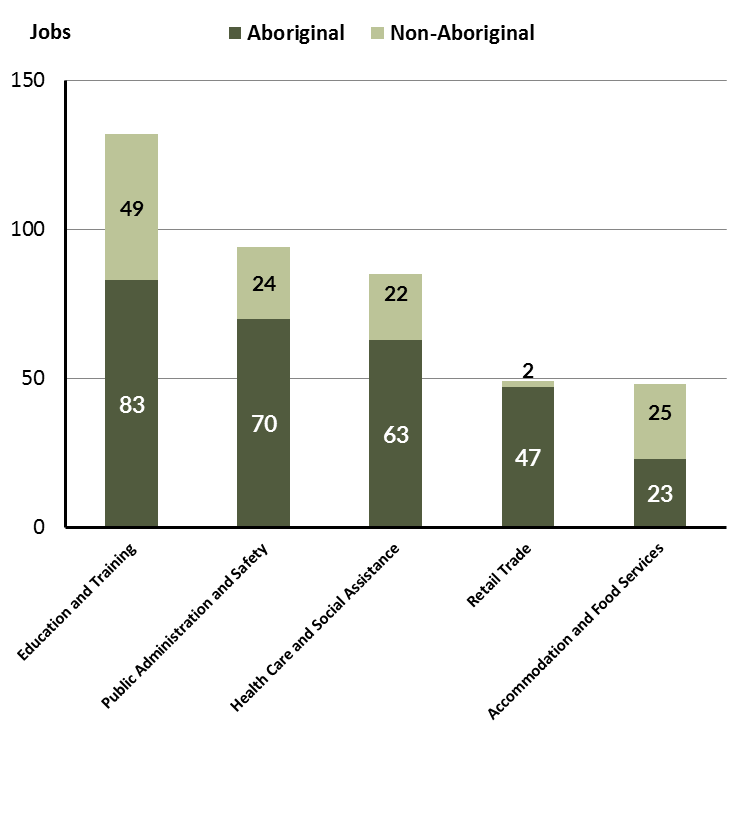 Jobs
Aboriginal Non-Aboriginal
150
100
50
0
49
83
24
70
22
63
2
47
25
23
Education and Training
Public Administration and Safety
Health Care and Social Assistance
Retail Trade
Accommodation and Food Services